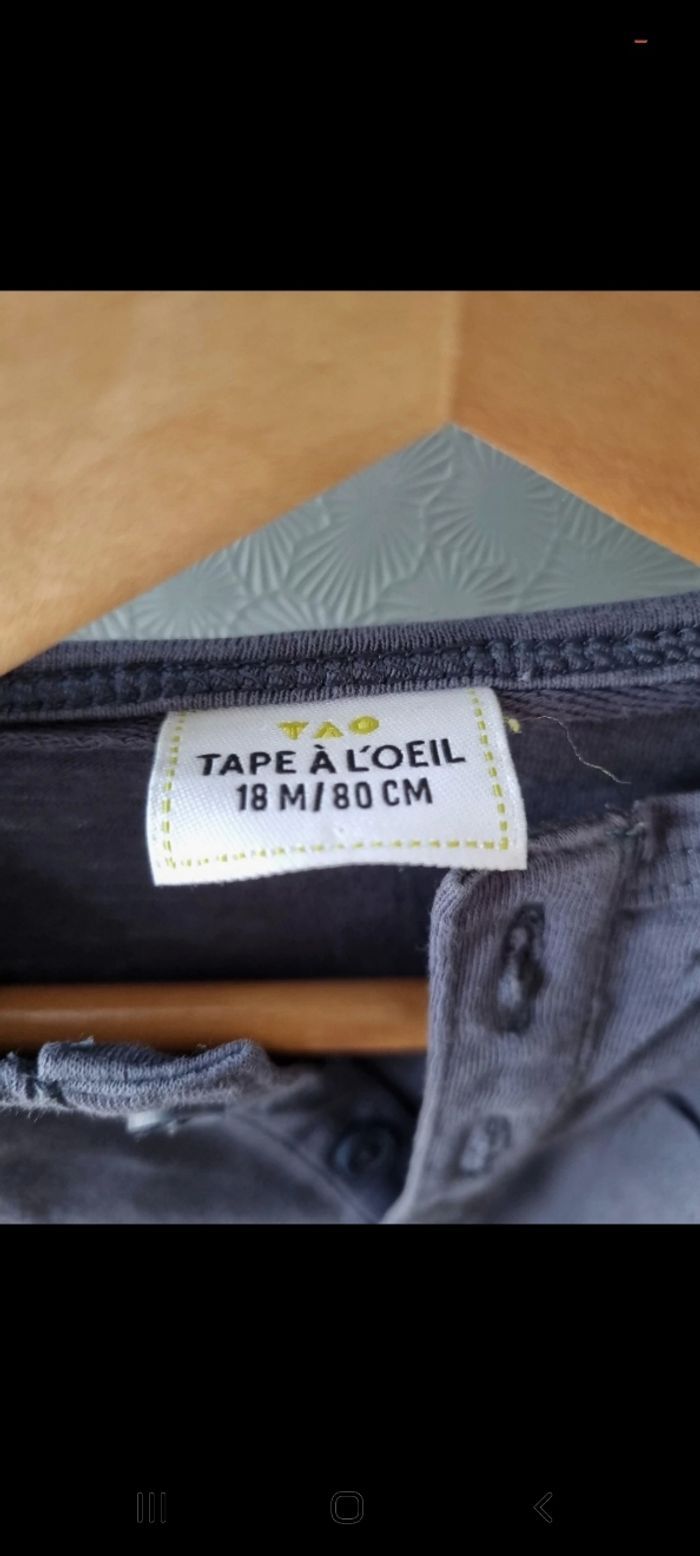 TAO
TAPE À L'OEIL
18 M/80 CM